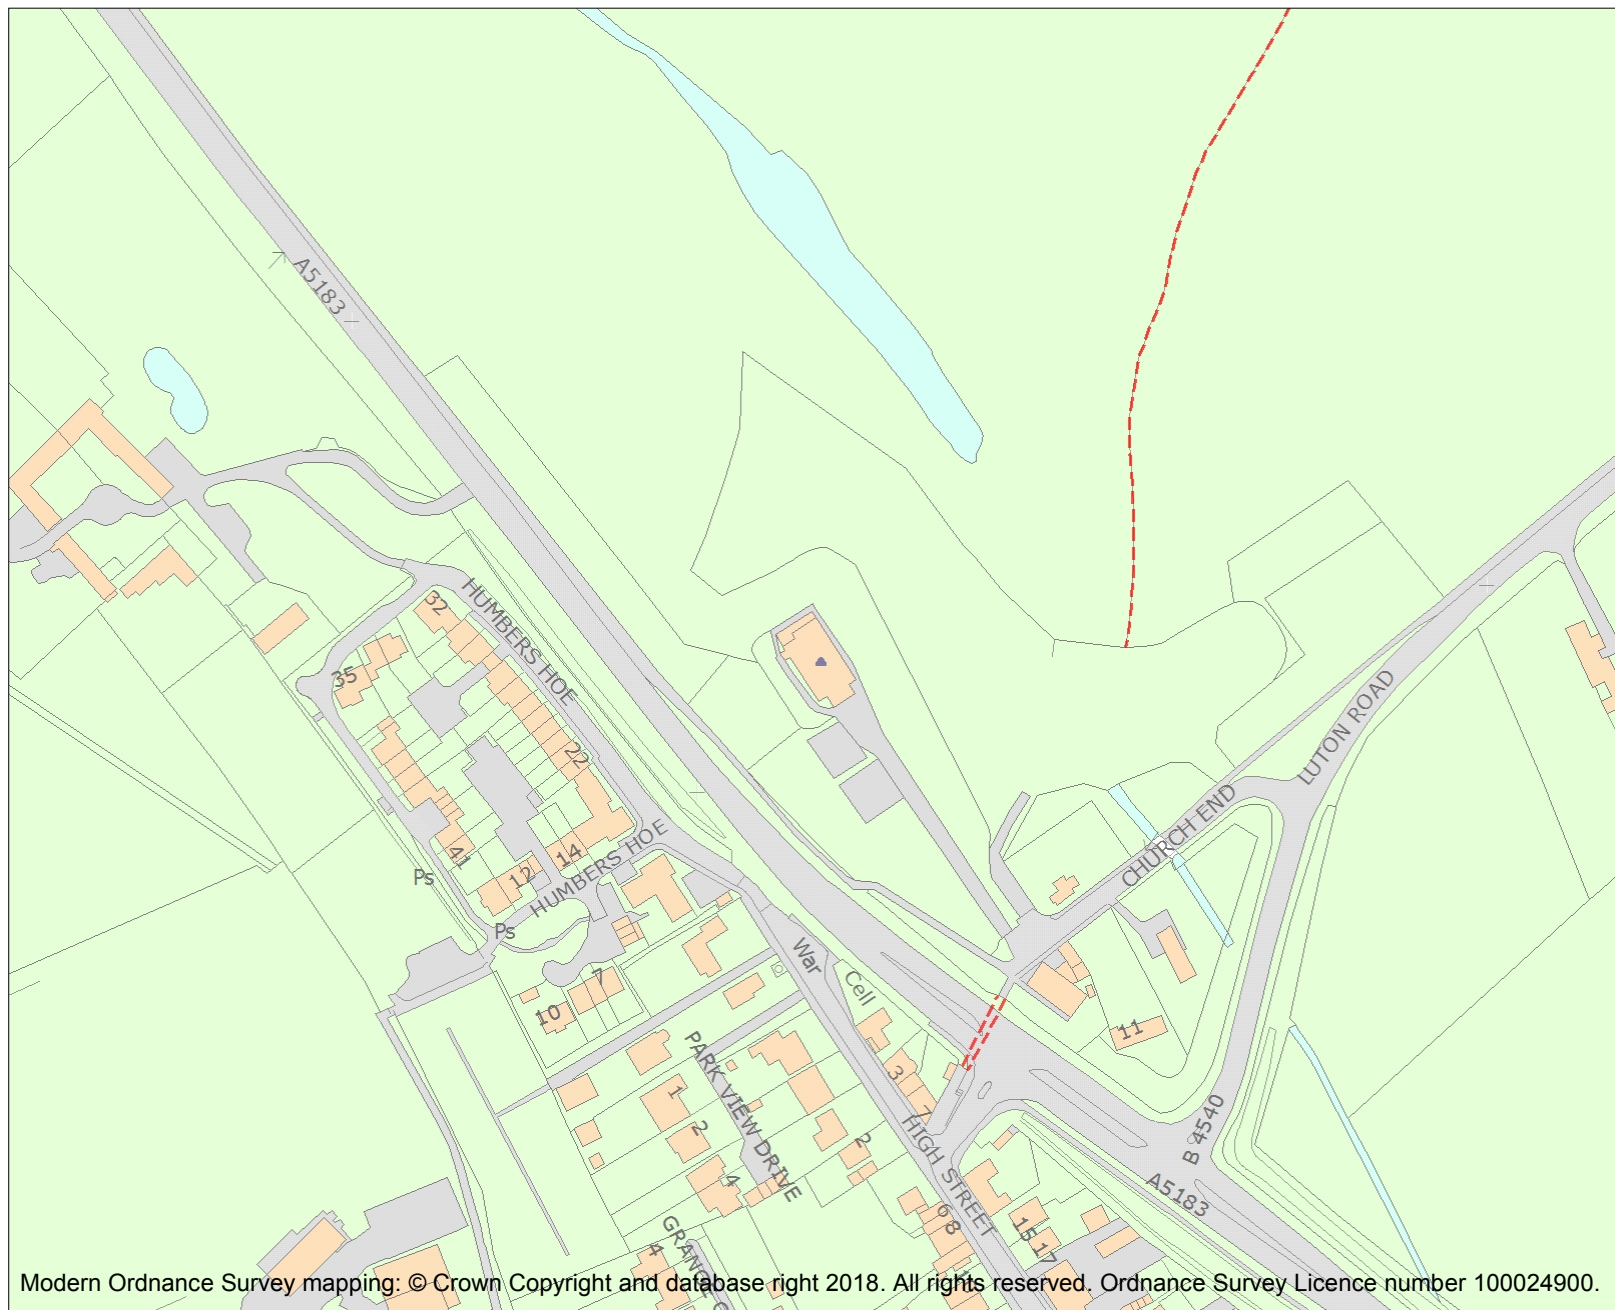 A5183
32
HUMBERS HOE
35
22
LUTON ROAD
CHURCH END
41
14
12
HUMBERS HOE
Ps
Ps
War
Cell
7
10
11
PARK VIEW DRIVE
3
1
7
2
2
HIGH STREET
B 4540
4
A5183
6
8
15
17
GRANGE
4
Modern Ordnance Survey mapping: © Crown Copyright and database right 2018. All rights reserved. Ordnance Survey Licence number 100024900.